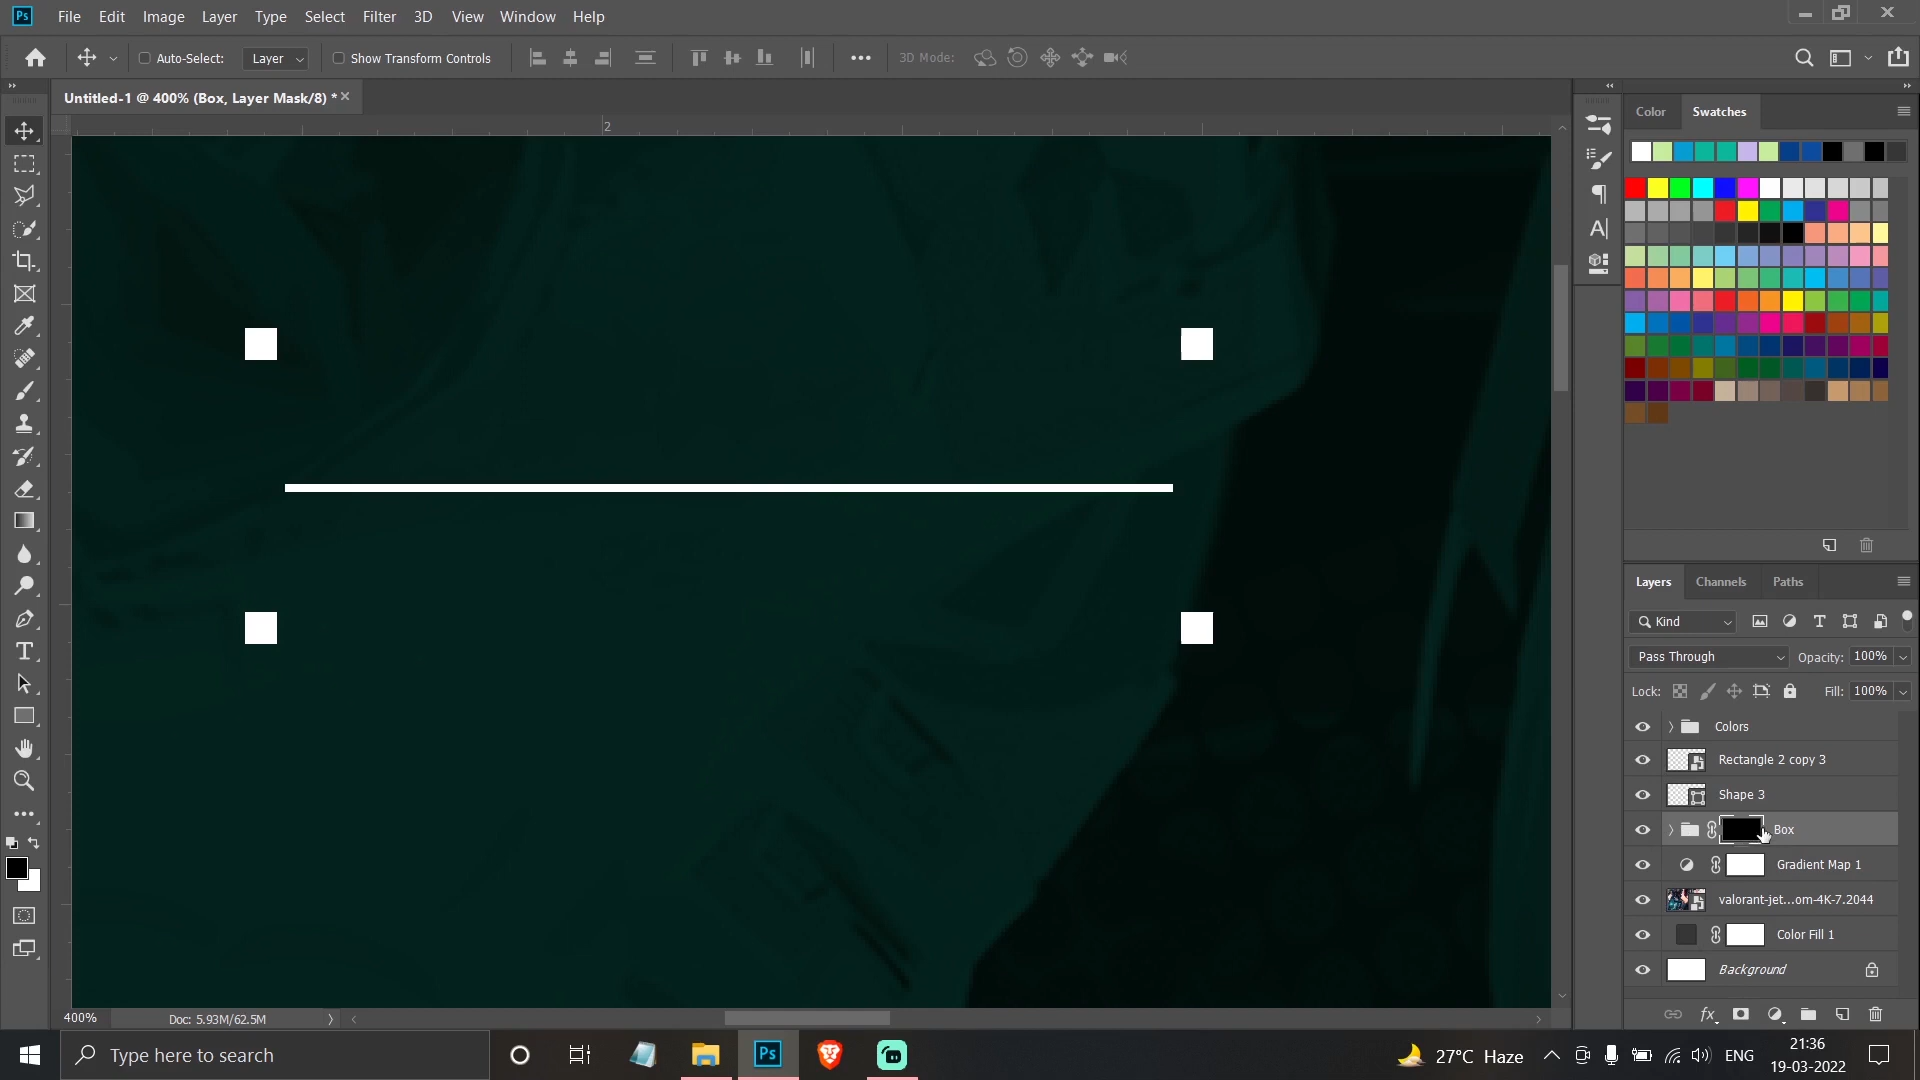 Ps File Edit Image Layer Type Select Filter 3D View Window Help
Auto-Select: Layer Show Transform Controls 3D Mode:
Untitled-1 @ 400% (Box, Layer Mask/8) *
2
Color Swatches
Layers Channels Paths
Kind
Pass Through Opacity: 100%
Lock: Fill: 100%
Colors
Rectangle 2 copy 3
Shape 3
Box
Gradient Map 1
valorant-jet...om-4K-7.2044
Color Fill 1
Background
fx
400% Doc: 5.93M/62.5M
Type here to search Ps 27°C Haze ENG 21:36
19-03-2022